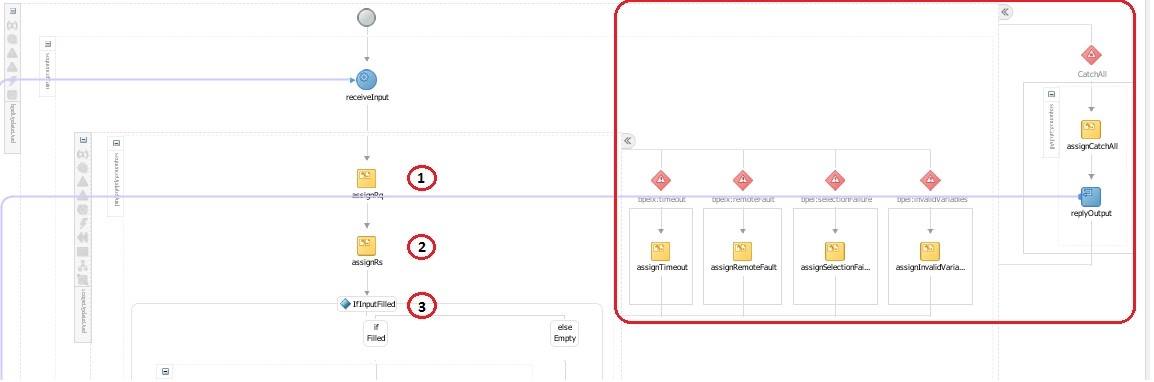 receiveInput
CatchAll
assignCatchAll
assignRq
1
bpelx:timeout
bpelx:remoteFault
bpel:selectionFailure
bpel:invalidVariables
replyOutput
assignRs
2
assignTimeout
assignRemoteFault
assignSelectionFai...
assignInvalidVaria...
IfInputFilled
3
if
Filled
else
Empty